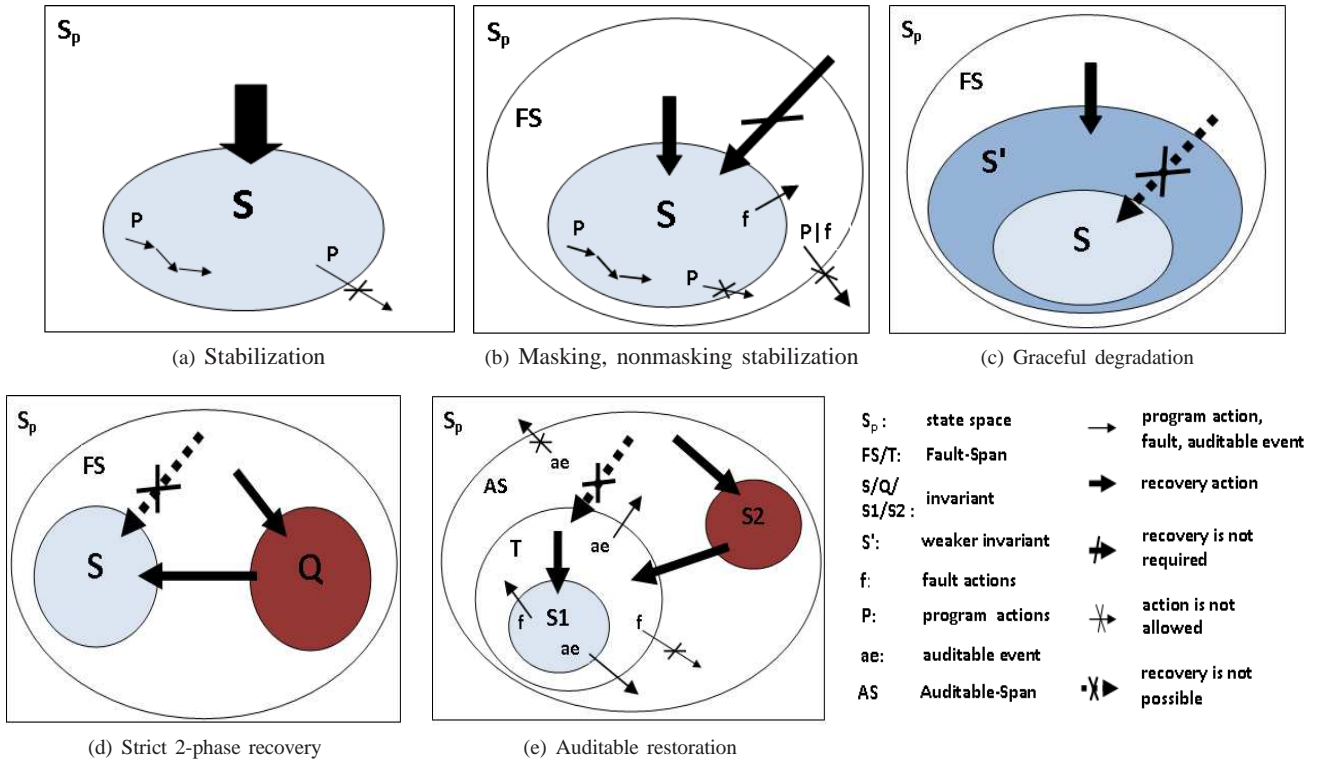 Sp
S
P
P
(a) Stabilization
Sp
FS
S
f
P
P
P|f
(b) Masking, nonmasking stabilization
Sp
FS
S'
S
(c) Graceful degradation
Sp
FS
S
Q
(d) Strict 2-phase recovery
Sp
ae
AS
S2
ae
T
f
S1
f
ae
(e) Auditable restoration
Sp: state space
FS/T: Fault-Span
S/Q/
S1/S2: invariant
S': weaker invariant
f: fault actions
P: program actions
ae: auditable event
AS Auditable-Span
program action,
fault, auditable event
recovery action
recovery is not
required
action is not
allowed
recovery is not
possible